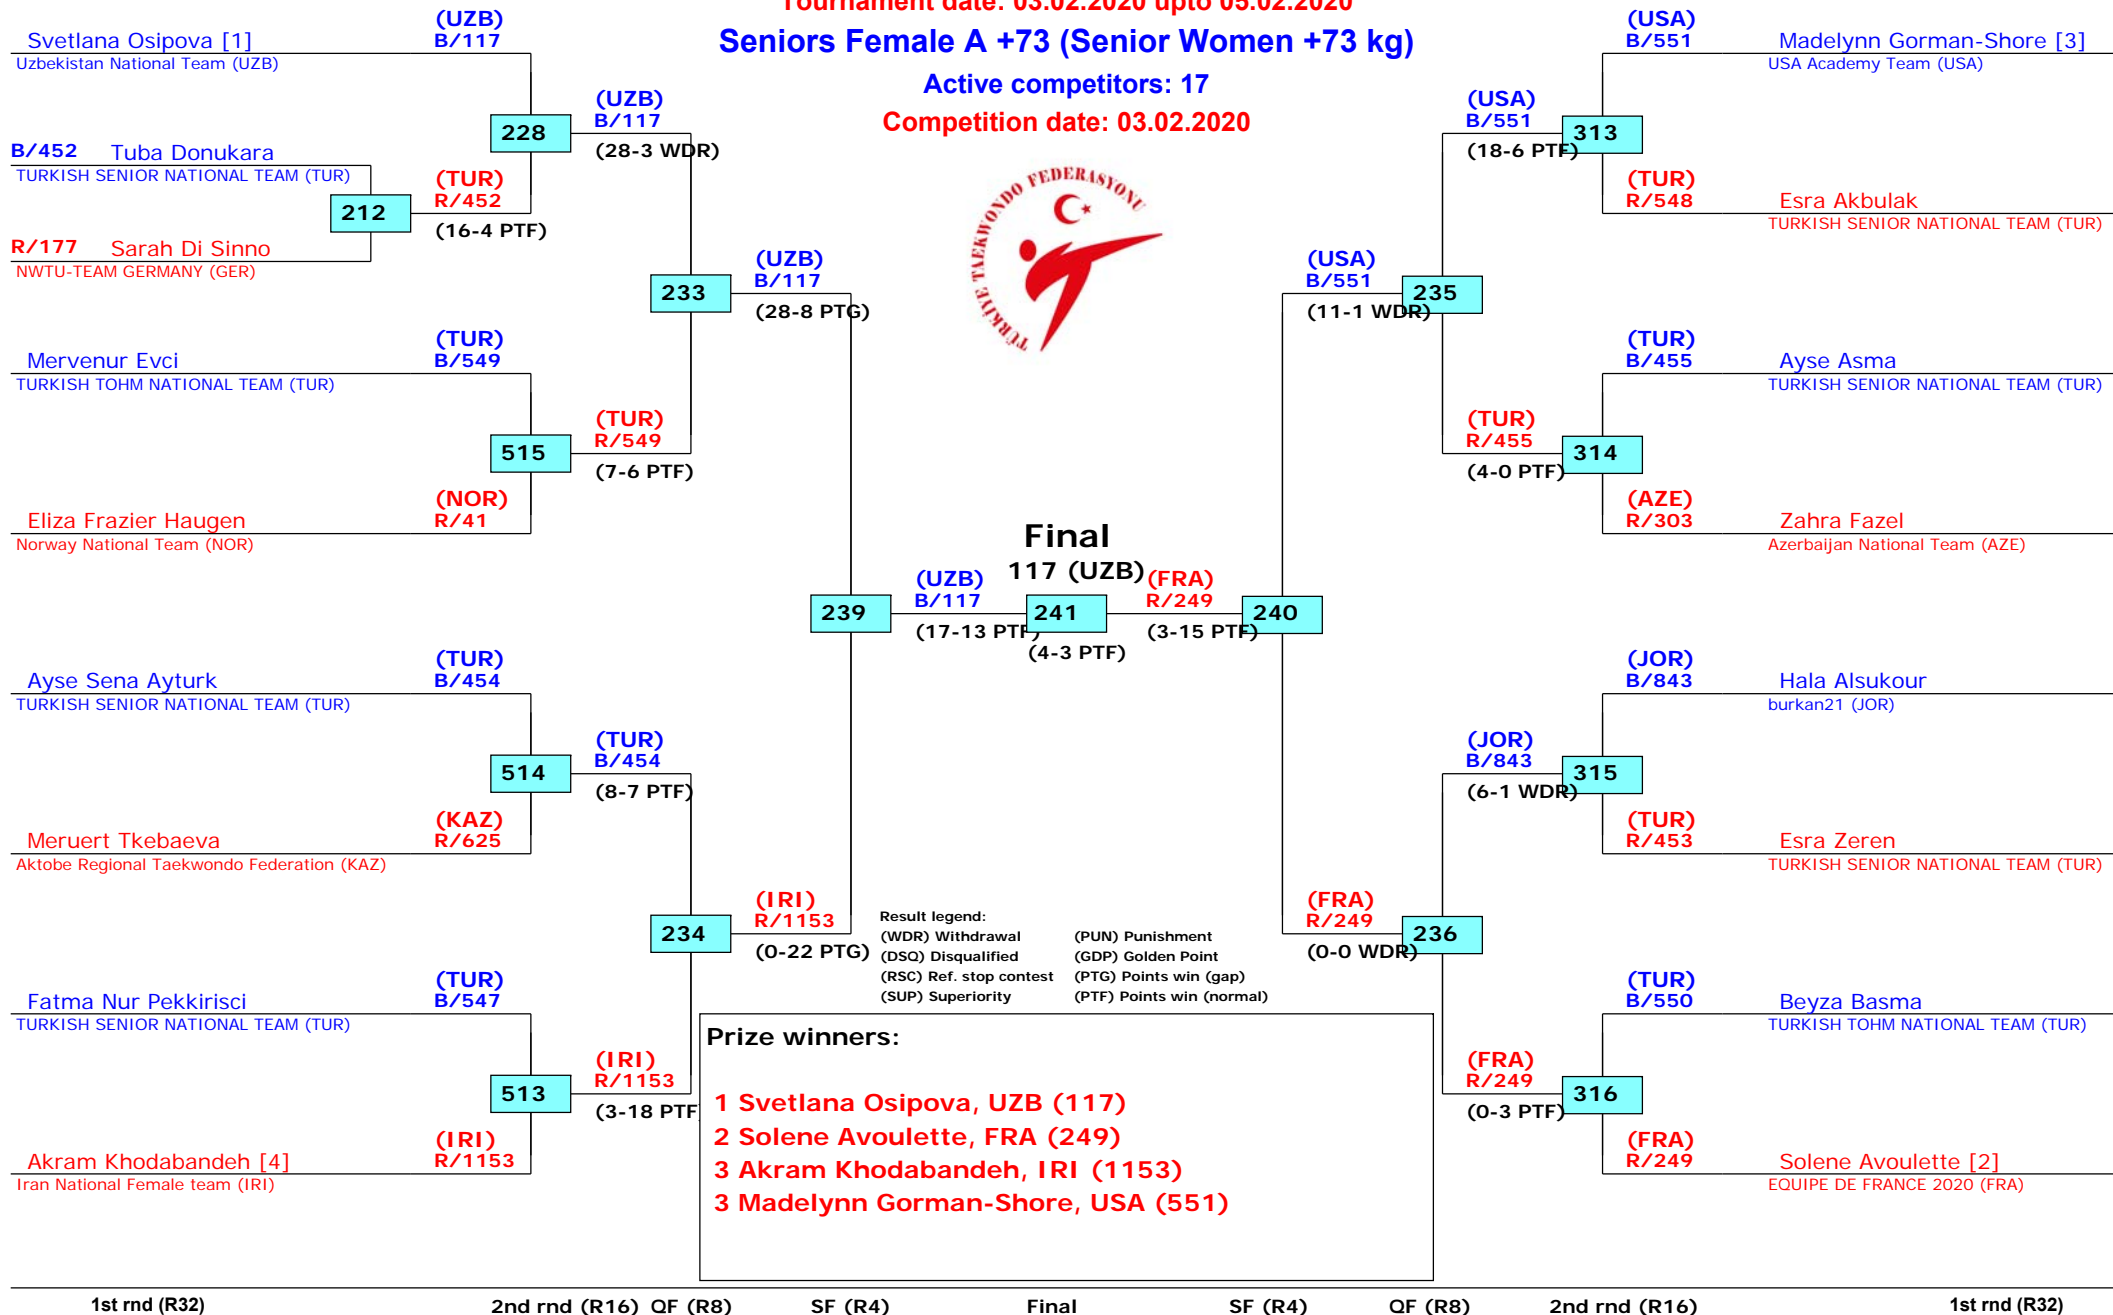 Tournament date: 03.02.2020 upto 05.02.2020
Seniors Female A +73 (Senior Women +73 kg)
Active competitors: 17
Competition date: 03.02.2020
TÜRKİYE TAEKWONDO FEDERASYONU
Svetlana Osipova [1]
Uzbekistan National Team (UZB)
(UZB)
B/117
B/452 Tuba Donukara
TURKISH SENIOR NATIONAL TEAM (TUR)
212
R/177 Sarah Di Sinno
NWTU-TEAM GERMANY (GER)
(TUR)
R/452
(16-4 PTF)
228
(UZB)
B/117
(28-3 WDR)
Mervenur Evci
TURKISH TOHM NATIONAL TEAM (TUR)
(TUR)
B/549
515
Eliza Frazier Haugen
Norway National Team (NOR)
(NOR)
R/41
(TUR)
R/549
(7-6 PTF)
233
(UZB)
B/117
(28-8 PTG)
Ayse Sena Ayturk
TURKISH SENIOR NATIONAL TEAM (TUR)
(TUR)
B/454
514
Meruert Tkebaeva
Aktobe Regional Taekwondo Federation (KAZ)
(KAZ)
R/625
(TUR)
B/454
(8-7 PTF)
Fatma Nur Pekkirisci
TURKISH SENIOR NATIONAL TEAM (TUR)
(TUR)
B/547
513
Akram Khodabandeh [4]
Iran National Female team (IRI)
(IRI)
R/1153
(IRI)
R/1153
(3-18 PTF
234
(IRI)
R/1153
(0-22 PTG)
239
(UZB)
B/117
(17-13 PTF)
Final
117 (UZB)
241
(4-3 PTF)
(FRA)
R/249
(3-15 PTF)
240
(USA)
B/551
(11-1 WDR)
235
(USA)
B/551
(18-6 PTF)
313
(USA)
B/551
Madelynn Gorman-Shore [3]
USA Academy Team (USA)
(TUR)
R/548
Esra Akbulak
TURKISH SENIOR NATIONAL TEAM (TUR)
(TUR)
R/455
(4-0 PTF)
314
(TUR)
B/455
Ayse Asma
TURKISH SENIOR NATIONAL TEAM (TUR)
(AZE)
R/303
Zahra Fazel
Azerbaijan National Team (AZE)
(FRA)
R/249
(0-0 WDR)
236
(JOR)
B/843
(6-1 WDR)
315
(JOR)
B/843
Hala Alsukour
burkan21 (JOR)
(TUR)
R/453
Esra Zeren
TURKISH SENIOR NATIONAL TEAM (TUR)
(FRA)
R/249
(0-3 PTF)
316
(TUR)
B/550
Beyza Basma
TURKISH TOHM NATIONAL TEAM (TUR)
(FRA)
R/249
Solene Avoulette [2]
EQUIPE DE FRANCE 2020 (FRA)
Result legend:
(WDR) Withdrawal (PUN) Punishment
(DSQ) Disqualified (GDP) Golden Point
(RSC) Ref. stop contest (PTG) Points win (gap)
(SUP) Superiority (PTF) Points win (normal)
Prize winners:
1 Svetlana Osipova, UZB (117)
2 Solene Avoulette, FRA (249)
3 Akram Khodabandeh, IRI (1153)
3 Madelynn Gorman-Shore, USA (551)
1st rnd (R32) 2nd rnd (R16) QF (R8) SF (R4) Final SF (R4) QF (R8) 2nd rnd (R16) 1st rnd (R32)